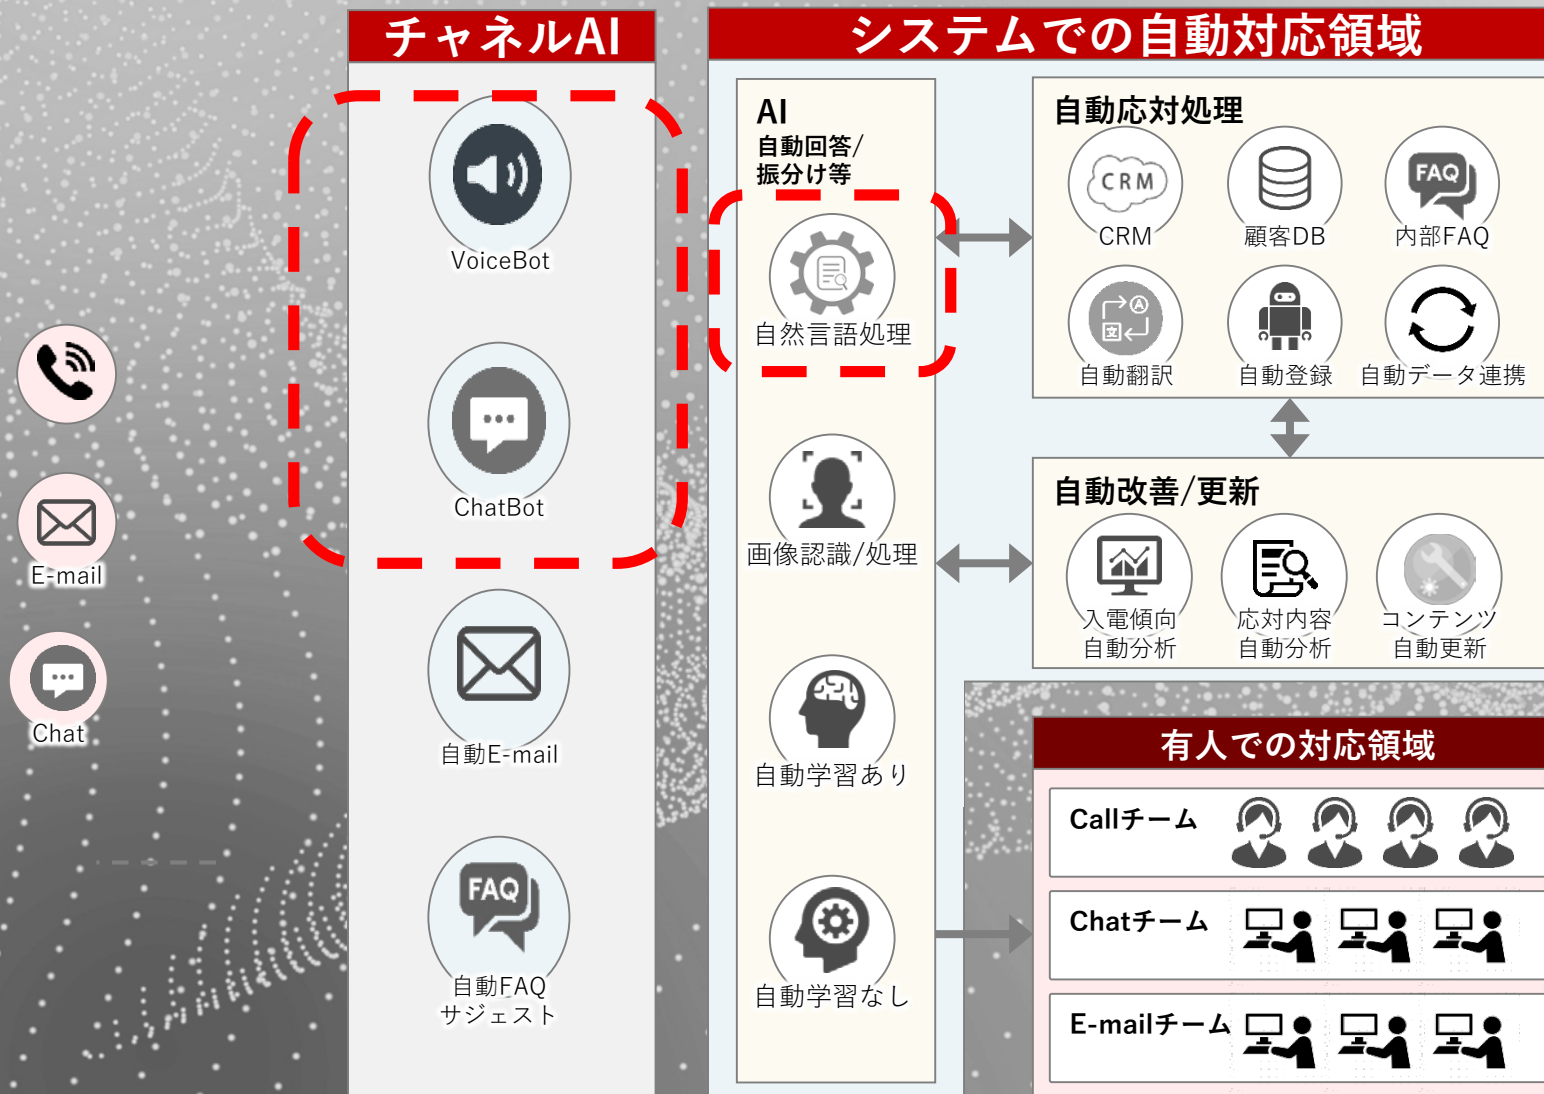 チャネルAI
VoiceBot
ChatBot
自動E-mail
FAQ
自動FAQ
サジェスト
E-mail
Chat
システムでの自動対応領域
AI
自動回答/
振分け等
自然言語処理
画像認識/処理
自動学習あり
自動学習なし
自動応対処理
CRM
CRM
顧客DB
FAQ
内部FAQ
A
文
自動翻訳
自動登録
自動データ連携
自動改善/更新
入電傾向
自動分析
応対内容
自動分析
コンテンツ
自動更新
有人での対応領域
Callチーム
Chatチーム
E-mailチーム